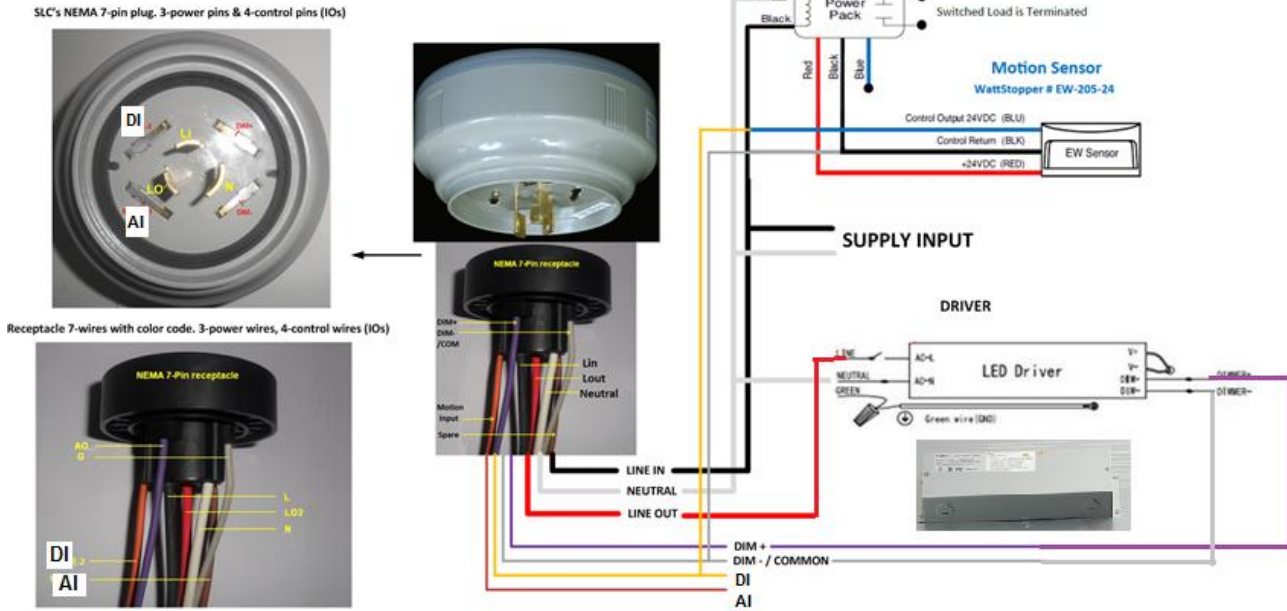 SLC's NEMA 7-pin plug. 3-power pins & 4-control pins (IOs)
DI
DIM+
Li
LO
N
AI
DIM-
Receptacle 7-wires with color code. 3-power wires, 4-control wires (IOs)
NEMA 7-Pin receptacle
AO
G
L
LO2
N
DI
2
AI
NEMA 7-Pin receptacle
DIM+
DIM-
/COM
Lin
Lout
Neutral
Motion
Input
Spare
Power
Pack
Black
Switched Load is Terminated
Red
Black
Blue
Motion Sensor
WattStopper # EW-205-24
Control Output 24VDC (BLU)
Control Return (BLK)
+24VDC (RED)
EW Sensor
SUPPLY INPUT
DRIVER
LINE
NEUTRAL
GREEN
AC-L
AC-N
LED Driver
V+
V-
DIM+
DIM-
DIMMER+
DIMMER-
Green wire(GND)
LINE IN
NEUTRAL
LINE OUT
DIM +
DIM - / COMMON
DI
AI